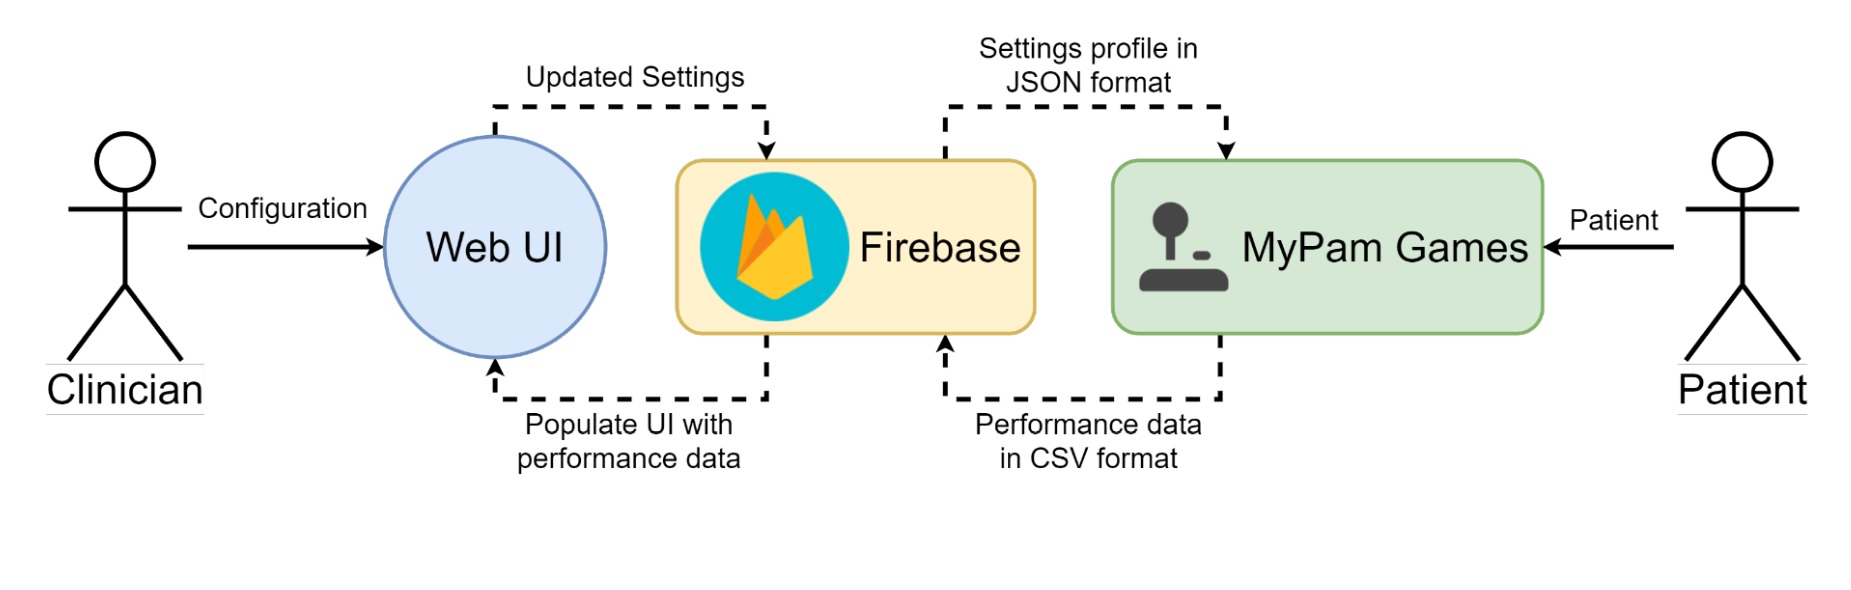 Settings profile in
JSON format
Updated Settings
Configuration
Web UI
Firebase
MyPam Games
Patient
Clinician
Patient
Populate UI with
performance data
Performance data
in CSV format